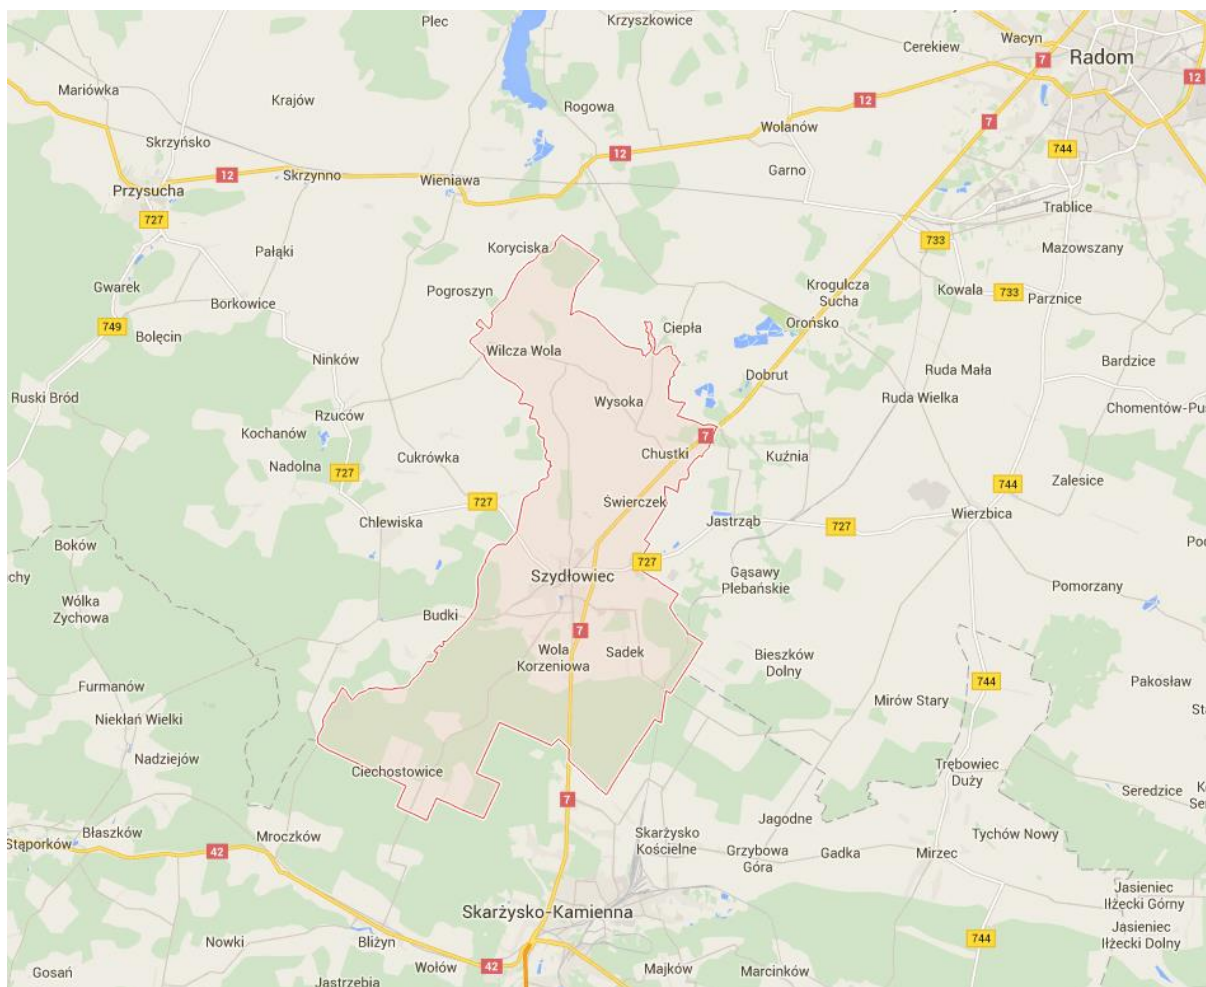 Plec
Krzyszkowice
Wacyn
Cerekiew
Radom
7
12
Mariówka
Krajów
Rogowa
12
Skrzyńsko
Wolanów
7
12
744
Przysucha
12
Skrzynno
Wieniawa
Garno
727
Trablice
Pałąki
Koryciska
733
Mazowszany
Gwarek
Borkowice
Pogroszyn
Krogulcza
Sucha
Kowala
733
Parznice
749
Bolęcin
Ciepła
Orońsko
Ninków
Wilcza Wola
Dobrut
Ruda Mała
Bardzice
Ruski Bród
Rzuców
Wysoka
Ruda Wielka
Chomentów-Pus
Kochanów
7
Nadolna
727
Cukrówka
Chustki
Kuźnia
744
Zalesice
727
Świerczek
Chlewiska
Jastrząb
727
Wierzbica
Boków
727
Szydłowiec
Gąsawy
Plebańskie
Pomorzany
Wólka
Zychowa
Budki
7
Wola
Korzeniowa
Sadek
Bieszków
Dolny
Furmanów
744
Pakosław
Niekłań Wielki
Mirów Stary
Nadziejów
Ciechostowice
Trębowiec
Duży
7
Seredzice
Stąporków
Błaszków
Mroczków
42
Skarżysko
Kościelne
Jagodne
Grzybowa
Góra
Gadka
Mirzec
Tychów Nowy
Jasieniec
Iłżecki Górny
Skarżysko-Kamienna
Jasieniec
Iłżecki Dolny
Nowki
Bliżyn
744
Gosań
Wołów
42
Majków
Marcinków
Jastrzębia